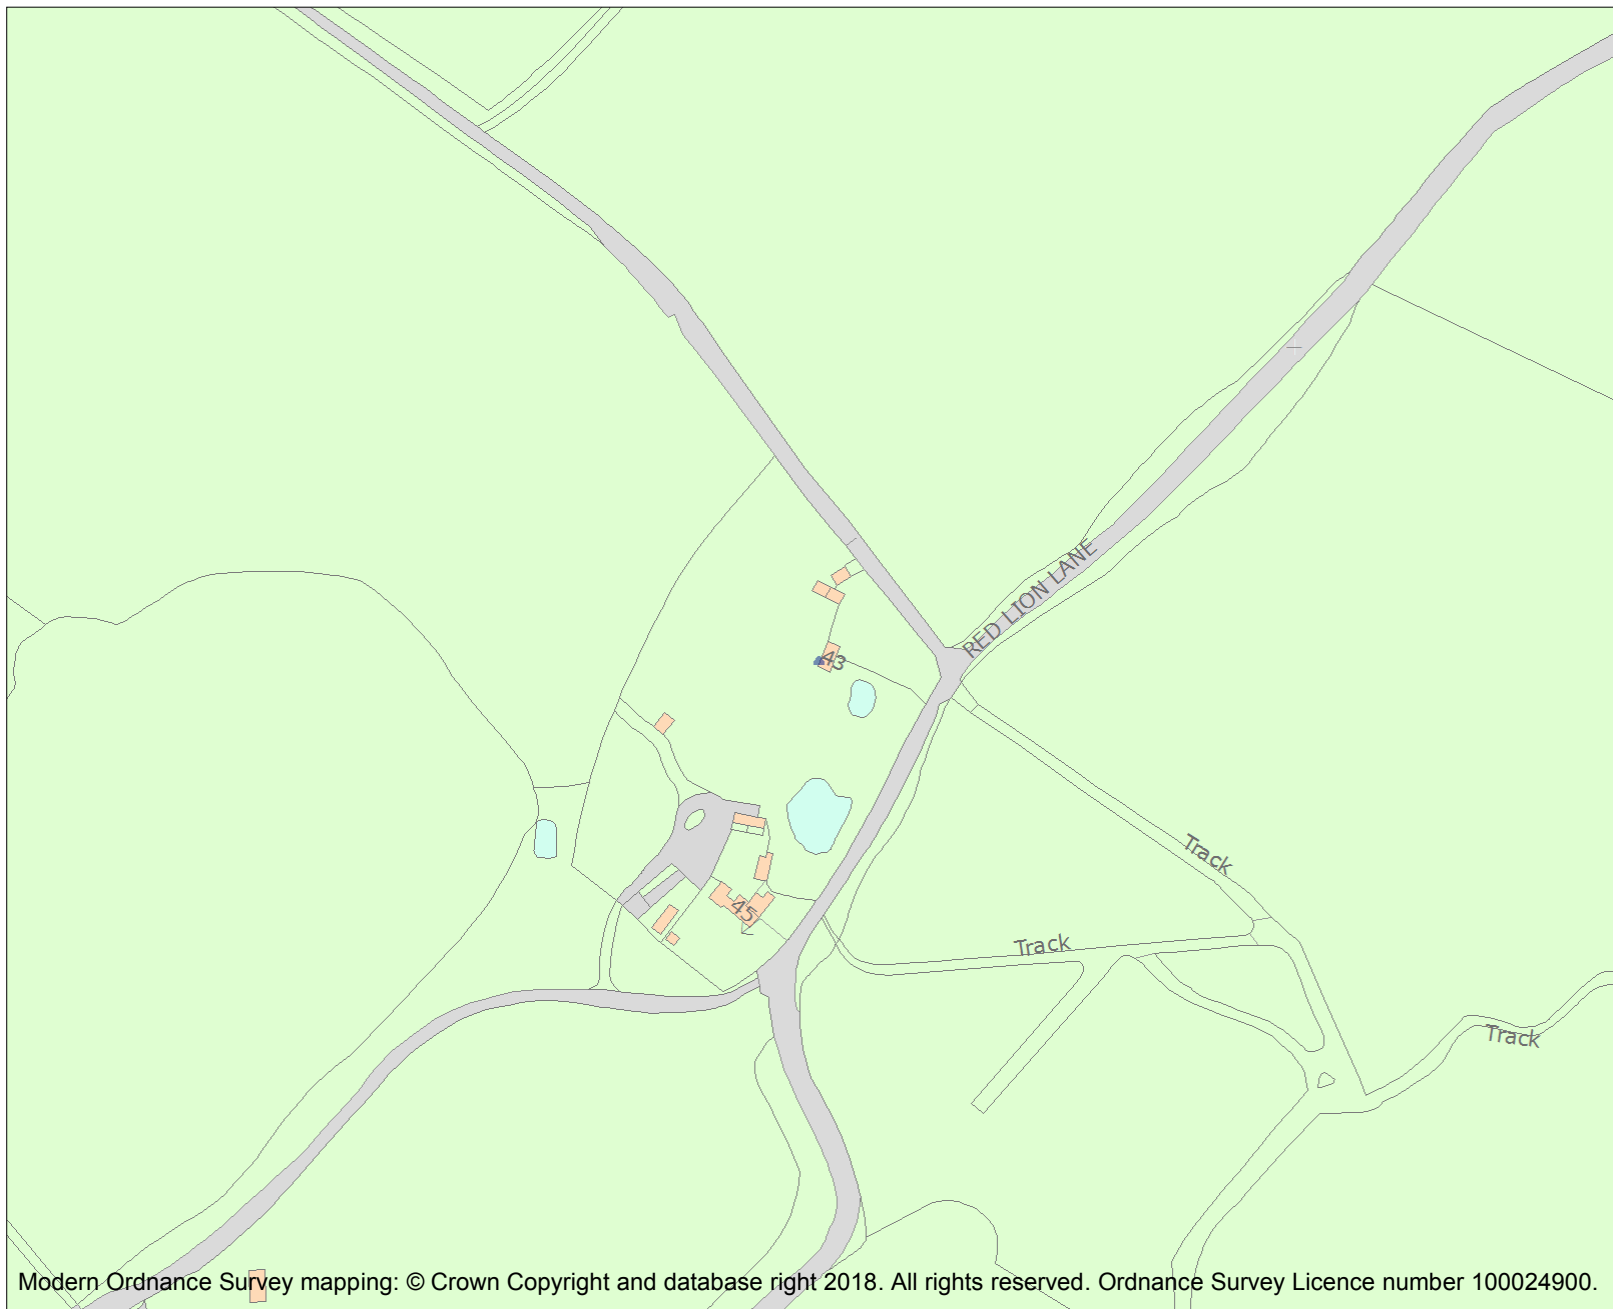 RED LION LANE
43
Track
45
Track
Track
Modern Ordnance Survey mapping: © Crown Copyright and database right 2018. All rights reserved. Ordnance Survey Licence number 100024900.